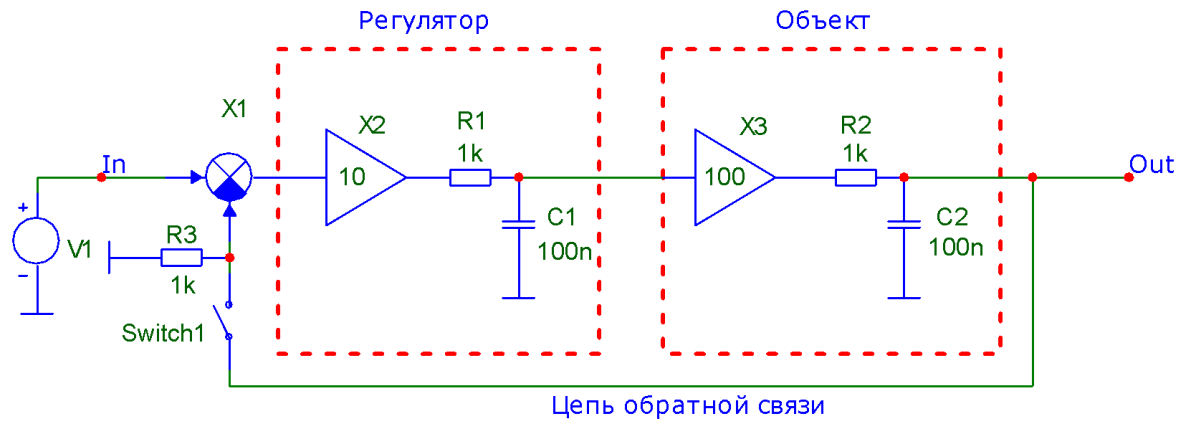 Регулятор
Объект
X1
X2
R1
1k
X3
R2
1k
In
10
100
Out
+
V1
−
R3
1k
C1
100n
C2
100n
Switch1
Цепь обратной связи